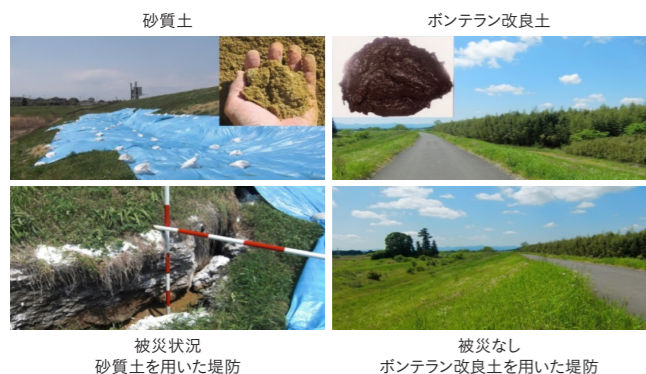 砂質土
ボンテラン改良土
被災状況
砂質土を用いた堤防
被災なし
ボンテラン改良土を用いた堤防